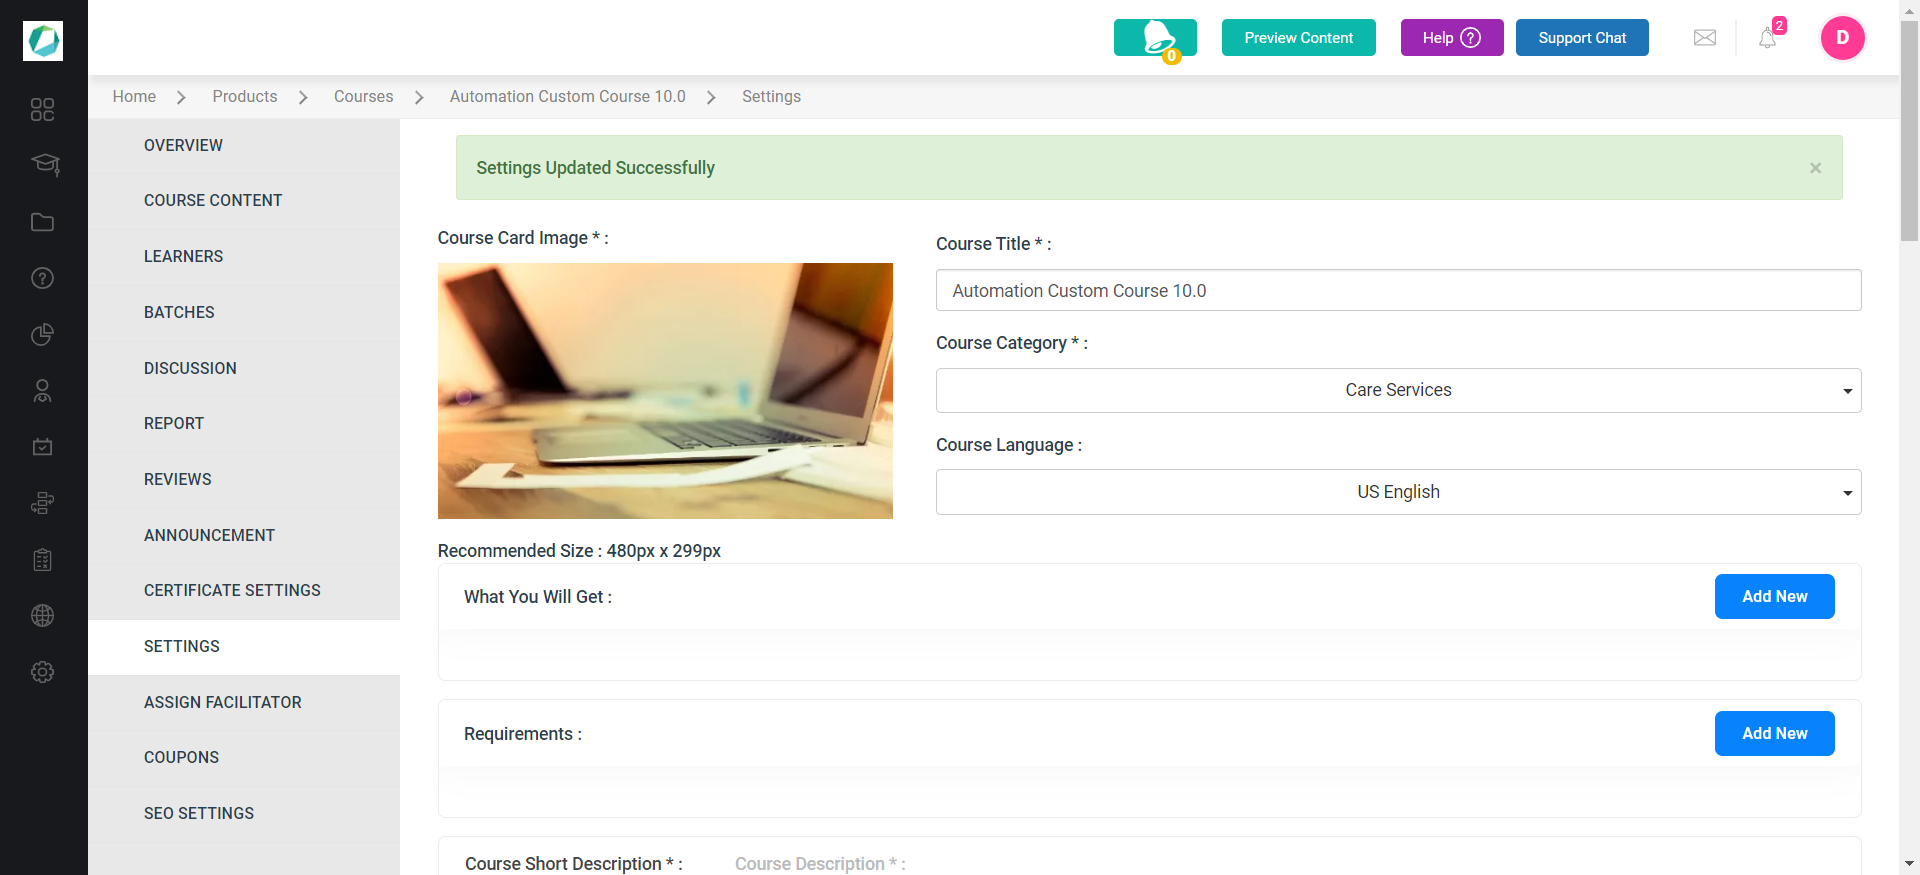 0
Preview Content
Help ?
Support Chat
2
D
Home
Products
Courses
Automation Custom Course 10.0
Settings
OVERVIEW
COURSE CONTENT
LEARNERS
BATCHES
DISCUSSION
REPORT
REVIEWS
ANNOUNCEMENT
CERTIFICATE SETTINGS
SETTINGS
ASSIGN FACILITATOR
COUPONS
SEO SETTINGS
Settings Updated Successfully
×
Course Card Image * :
Recommended Size : 480px x 299px
Course Title * :
Automation Custom Course 10.0
Course Category * :
Care Services
Course Language :
US English
What You Will Get :
Add New
Requirements :
Add New
Course Short Description * :
Course Description * :